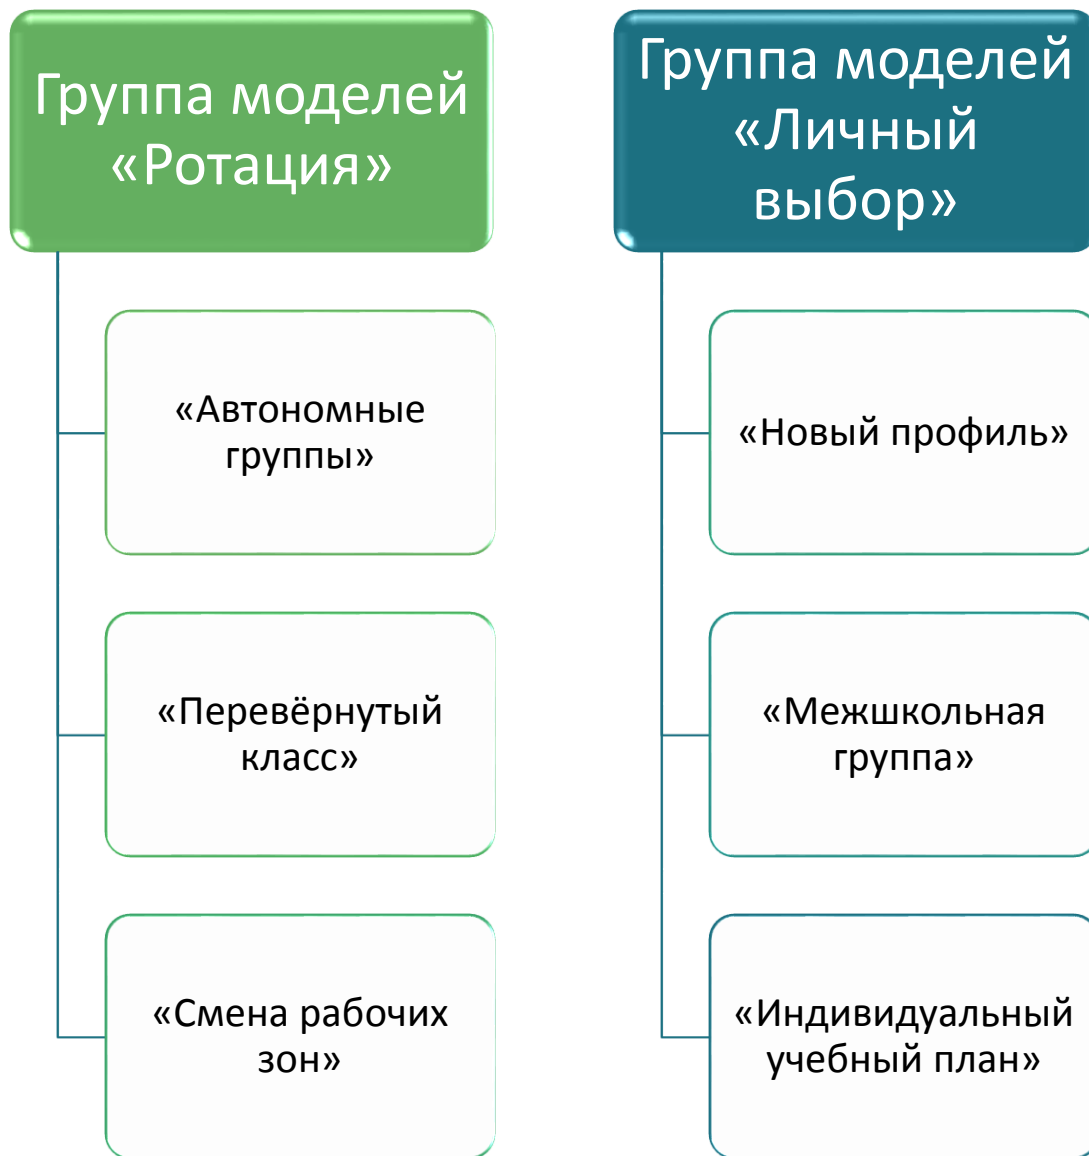 Группа моделей
«Ротация»
«Автономные
группы»
«Перевёрнутый
класс»
«Смена рабочих
зон»
Группа моделей
«Личный
выбор»
«Новый профиль»
«Межшкольная
группа»
«Индивидуальный
учебный план»